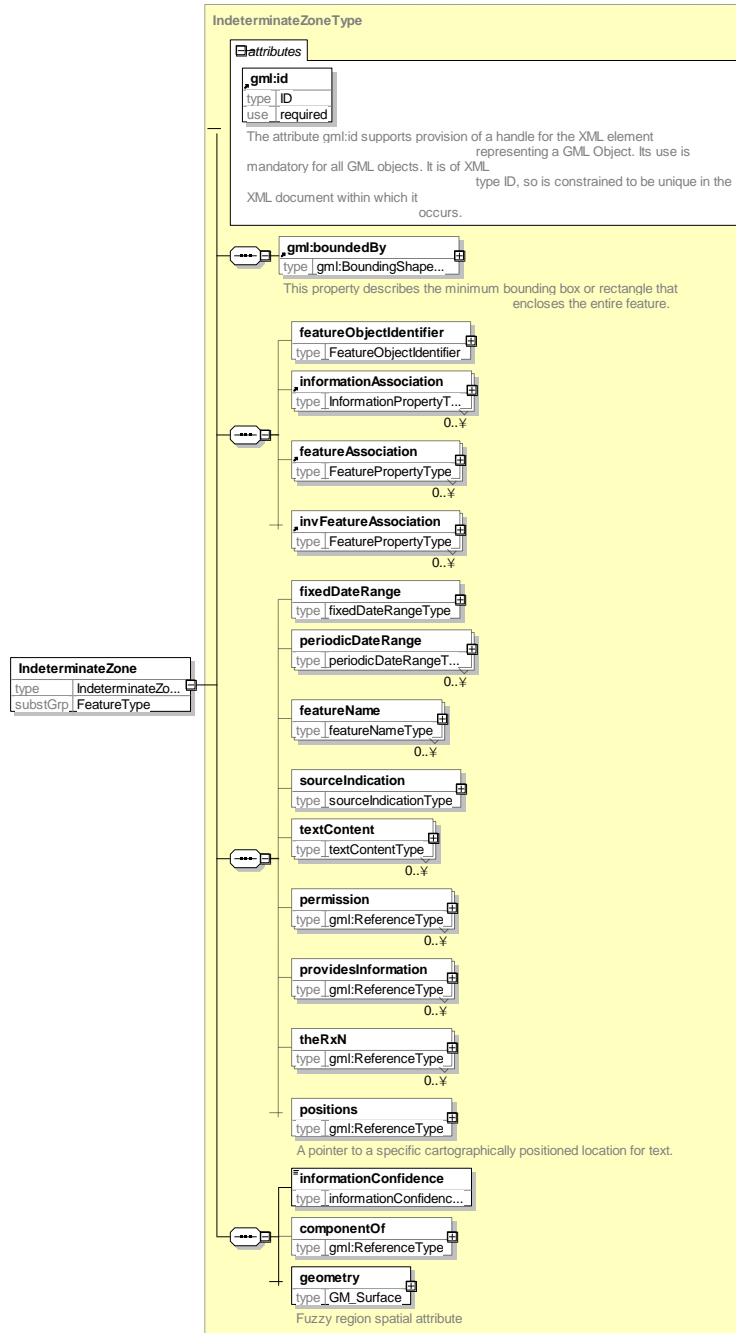 IndeterminateZoneType
attributes
gml:id
type ID
use required
The attribute gml:id supports provision of a handle for the XML element
representing a GML Object. Its use is
mandatory for all GML objects. It is of XML
type ID, so is constrained to be unique in the
XML document within which it
occurs.
gml:boundedBy
type gml:BoundingShape...
This property describes the minimum bounding box or rectangle that
encloses the entire feature.
featureObjectIdentifier
type FeatureObjectIdentifier
informationAssociation
type InformationPropertyT...
0..¥
featureAssociation
type FeaturePropertyType
0..¥
invFeatureAssociation
type FeaturePropertyType
0..¥
fixedDateRange
type fixedDateRangeType
periodicDateRange
type periodicDateRangeT...
0..¥
IndeterminateZone
type IndeterminateZo...
substGrp FeatureType
featureName
type featureNameType
0..¥
sourceIndication
type sourceIndicationType
textContent
type textContentType
0..¥
permission
type gml:ReferenceType
0..¥
providesInformation
type gml:ReferenceType
0..¥
theRxN
type gml:ReferenceType
0..¥
positions
type gml:ReferenceType
A pointer to a specific cartographically positioned location for text.
informationConfidence
type informationConfidenc...
componentOf
type gml:ReferenceType
geometry
type GM_Surface
Fuzzy region spatial attribute